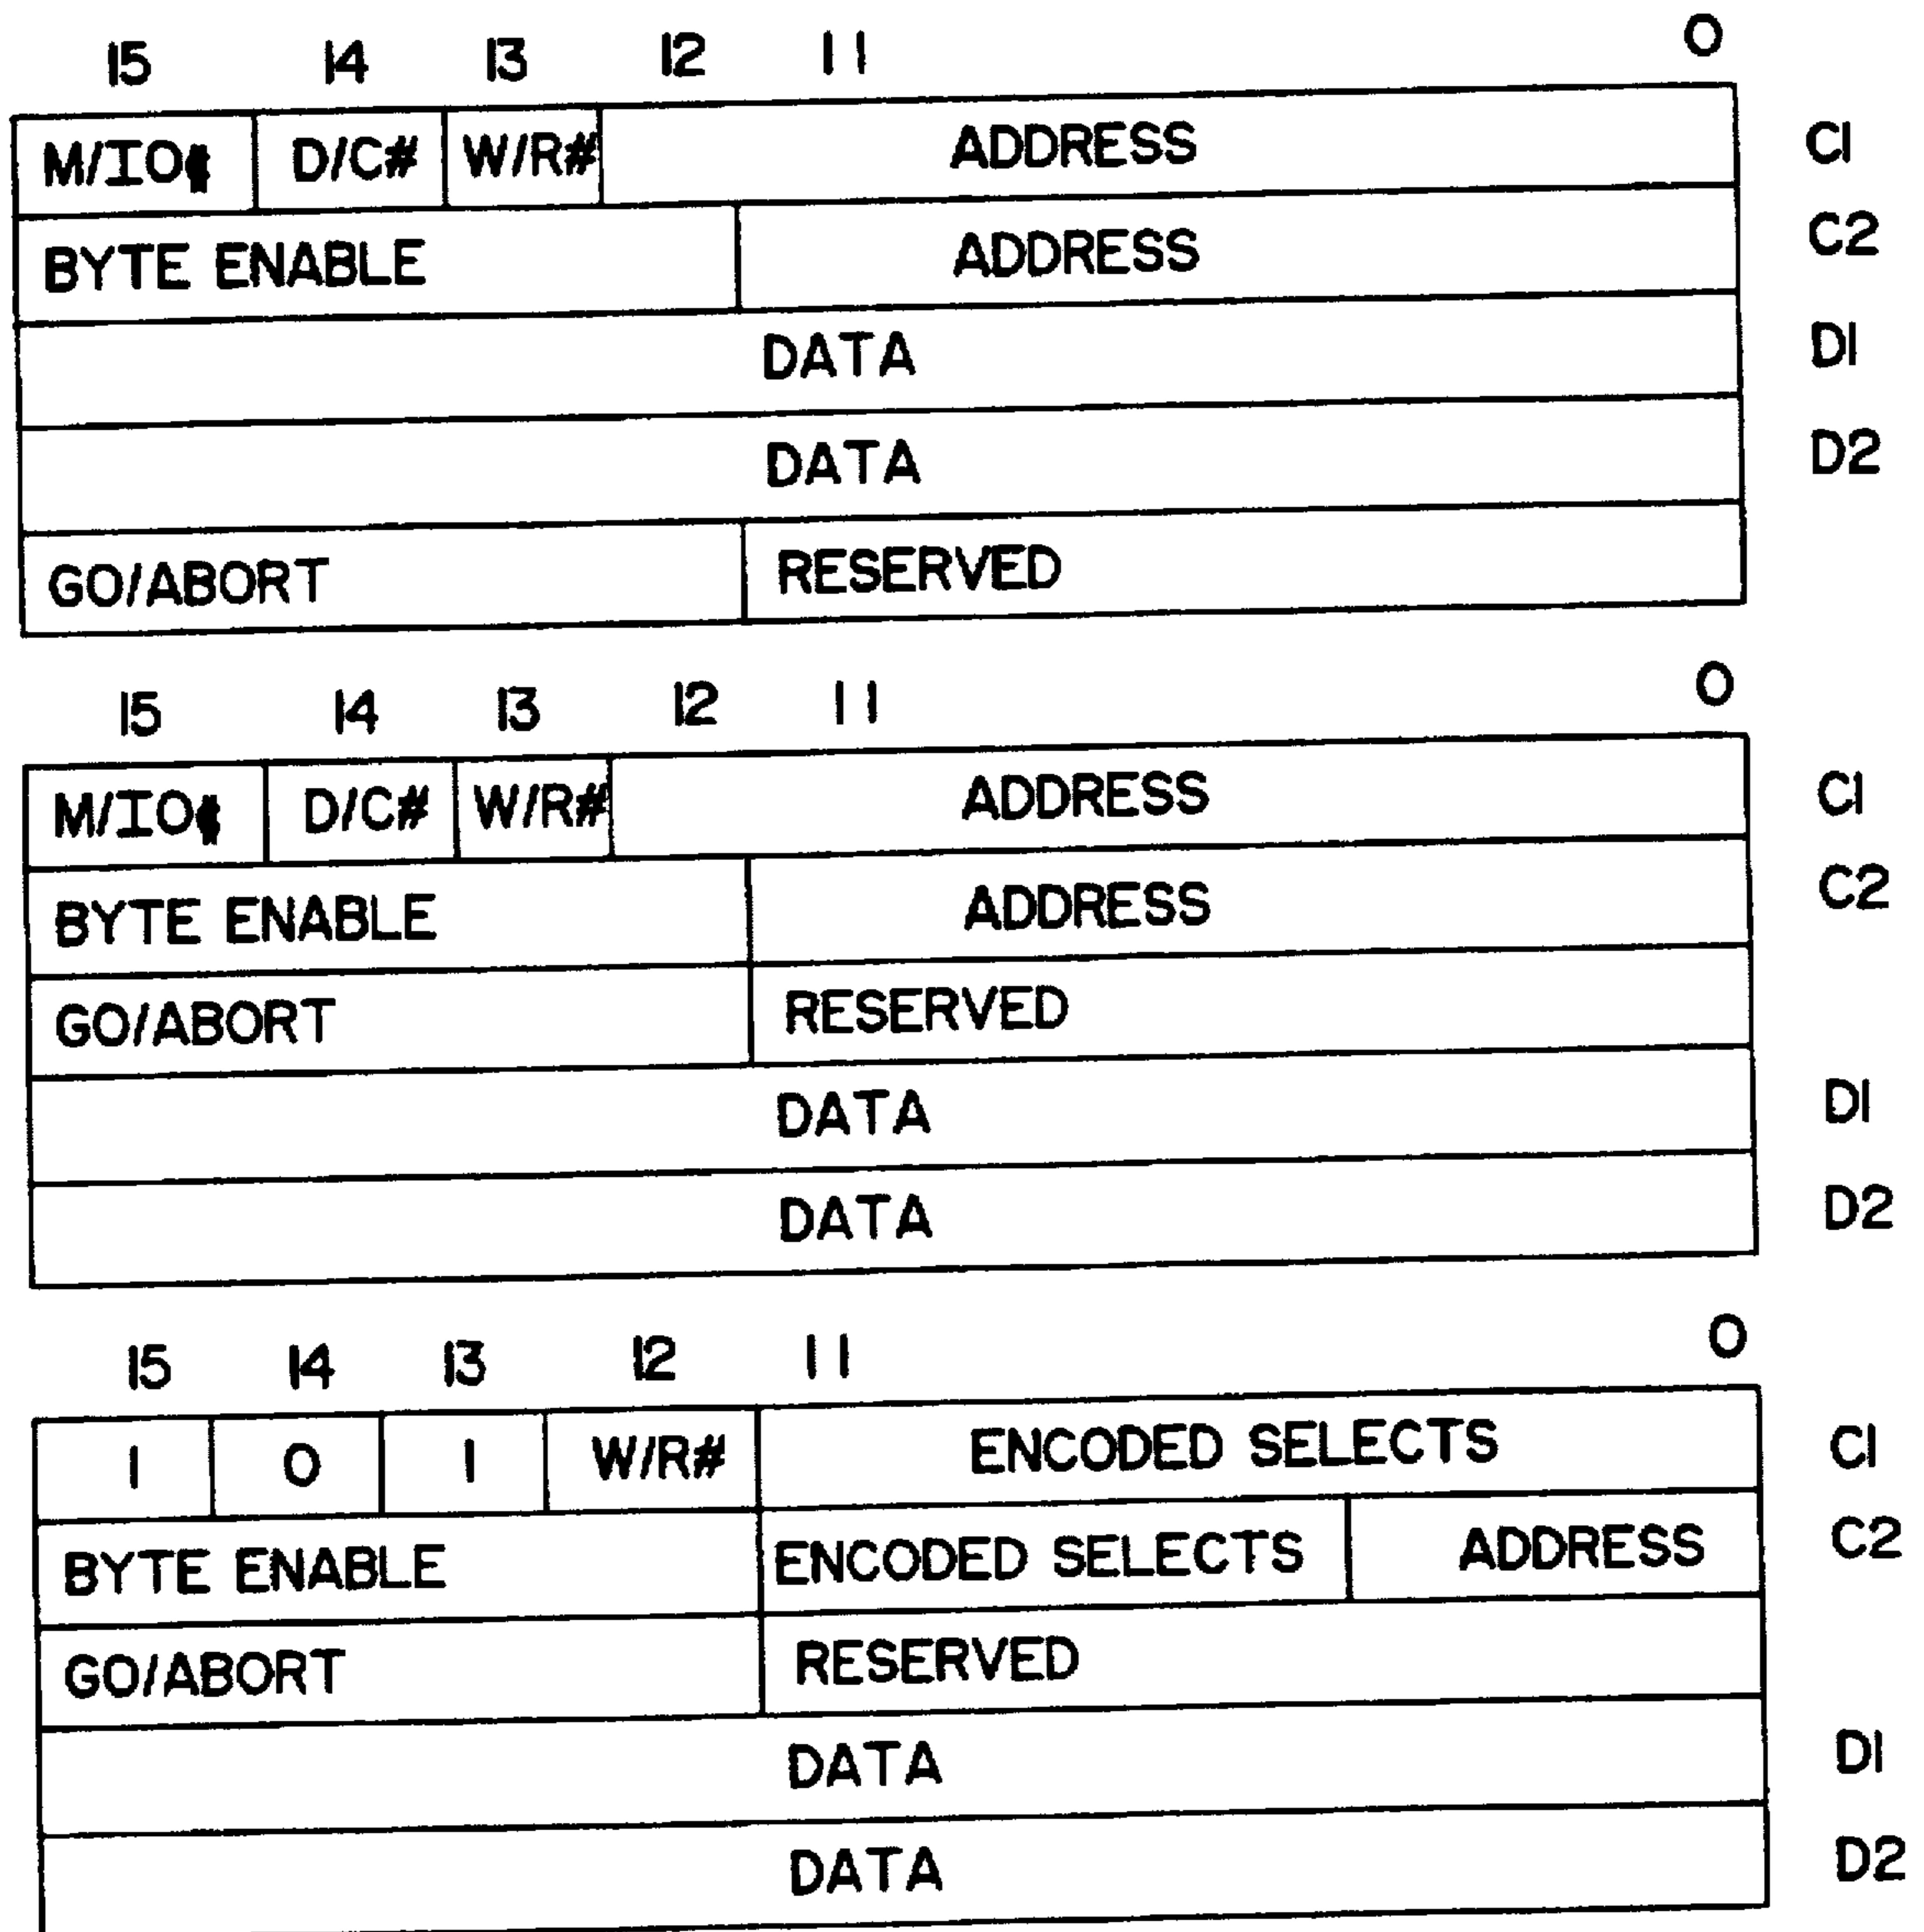 15 14 13 12 11 0
M/IO# D/C# W/R# ADDRESS C1
BYTE ENABLE ADDRESS C2
DATA D1
DATA D2
GO/ABORT RESERVED
15 14 13 12 11 0
M/IO# D/C# W/R# ADDRESS C1
BYTE ENABLE ADDRESS C2
GO/ABORT RESERVED
DATA D1
DATA D2
15 14 13 12 11 0
1 0 1 W/R# ENCODED SELECTS C1
BYTE ENABLE ENCODED SELECTS ADDRESS C2
GO/ABORT RESERVED
DATA D1
DATA D2